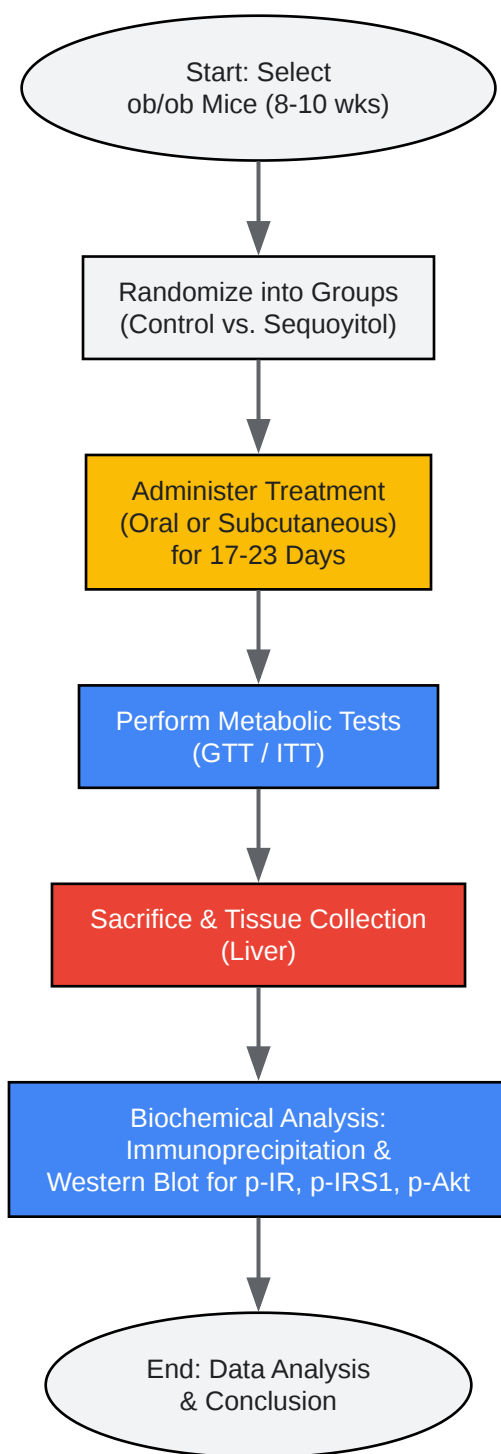 Start: Select
ob/ob Mice (8-10 wks)
Randomize into Groups
(Control vs. Sequoyitol)
Administer Treatment
(Oral or Subcutaneous)
for 17-23 Days
Perform Metabolic Tests
(GTT / ITT)
Sacrifice & Tissue Collection
(Liver)
Biochemical Analysis:
Immunoprecipitation &
Western Blot for p-IR, p-IRS1, p-Akt
End: Data Analysis
& Conclusion